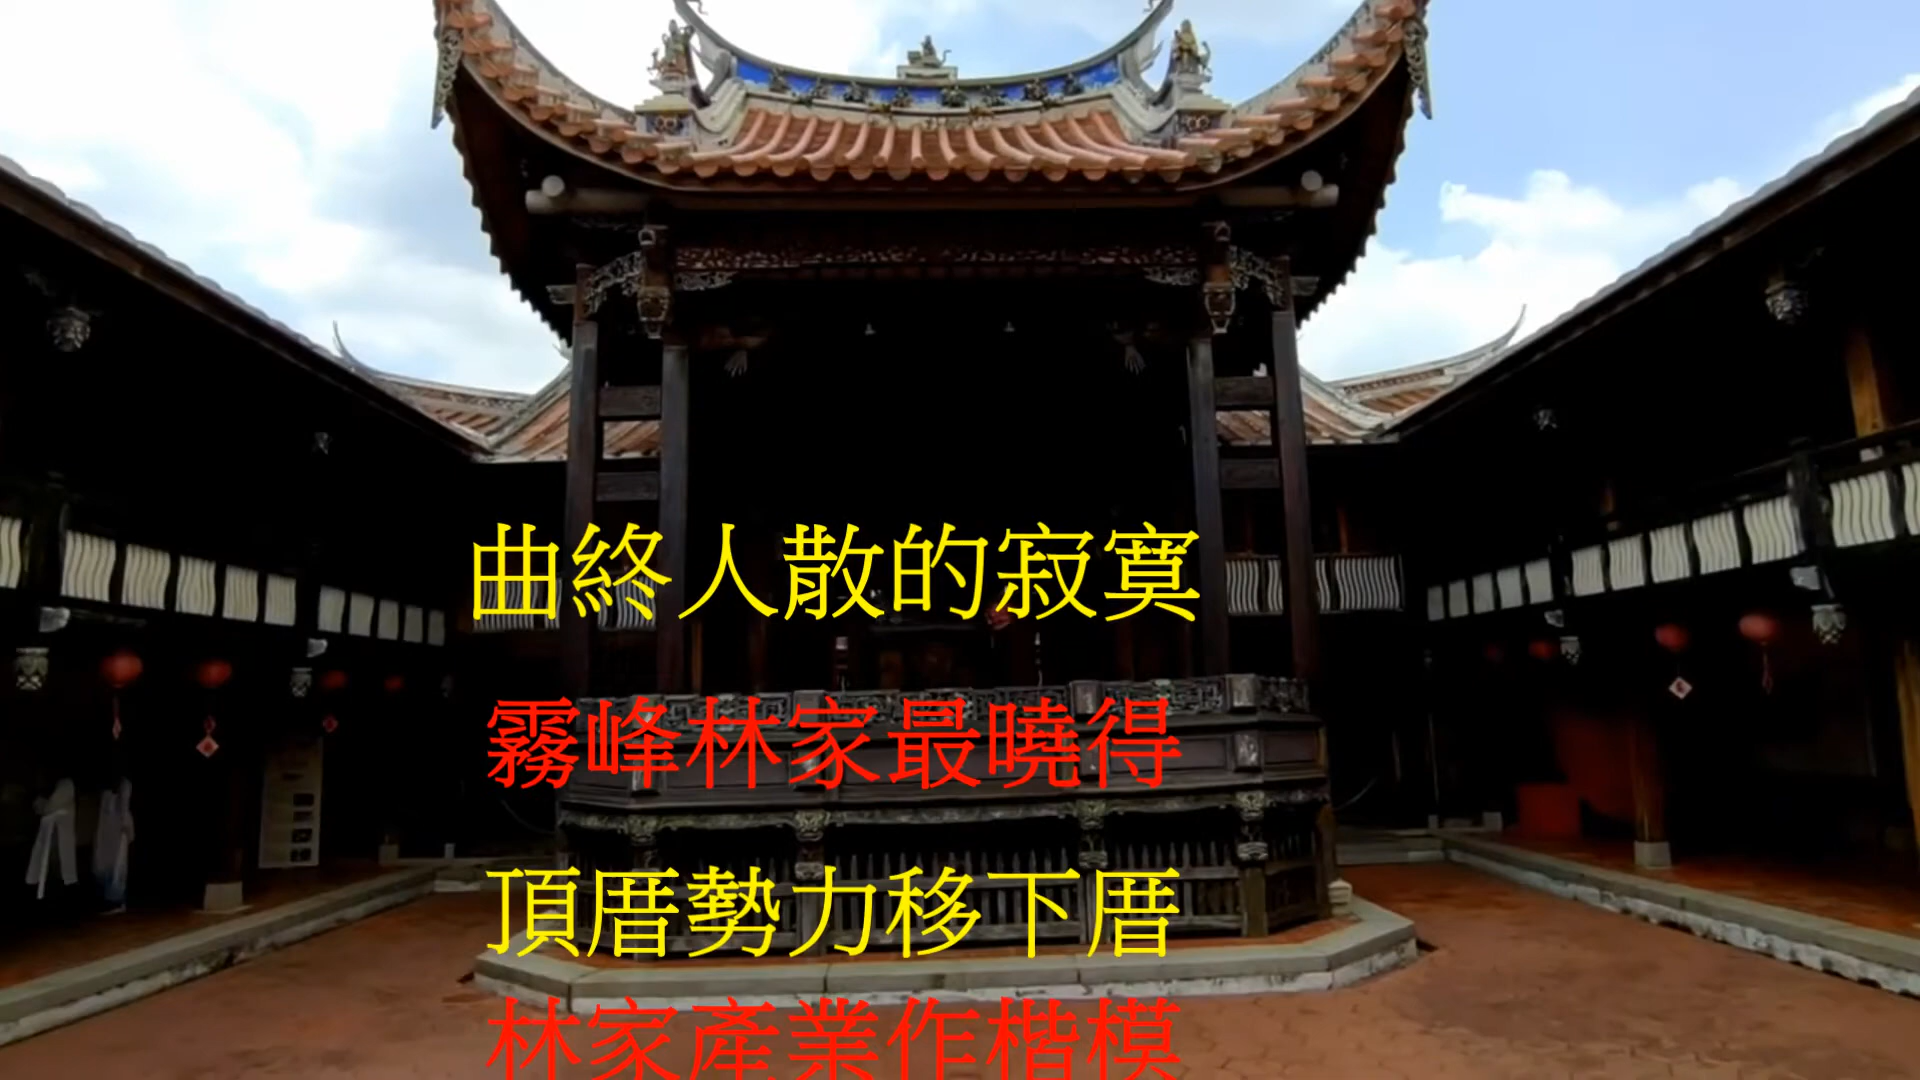 曲終人散的寂寞
霧峰林家最曉得
頂厝勢力移下厝
林家產業作楷模